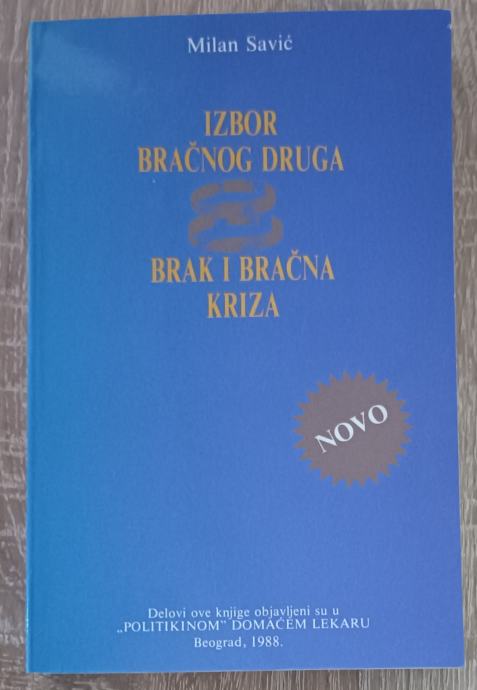 Milan Savić
IZBOR
BRAČNOG DRUGA
BRAK I BRAČNA
KRIZA
NOVO
Delovi ove knjige objavljeni su u
„POLITIKINOM” DOMAĆEM LEKARU
Beograd, 1988.